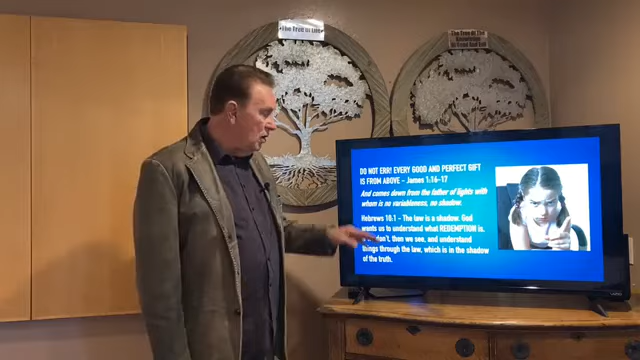 The Tree of Life
The Tree of The
Knowledge
DO NOT ERR! EVERY GOOD AND PERFECT GIFT
IS FROM ABOVE – James 1:16-17
And comes down from the father of lights with
whom is no variableness, no shadow.
Hebrews 10:1 – The law is a shadow. God
wants us to understand what REDEMPTION is.
don't, then we see, and understand
things through the law, which is in the shadow
of the truth.